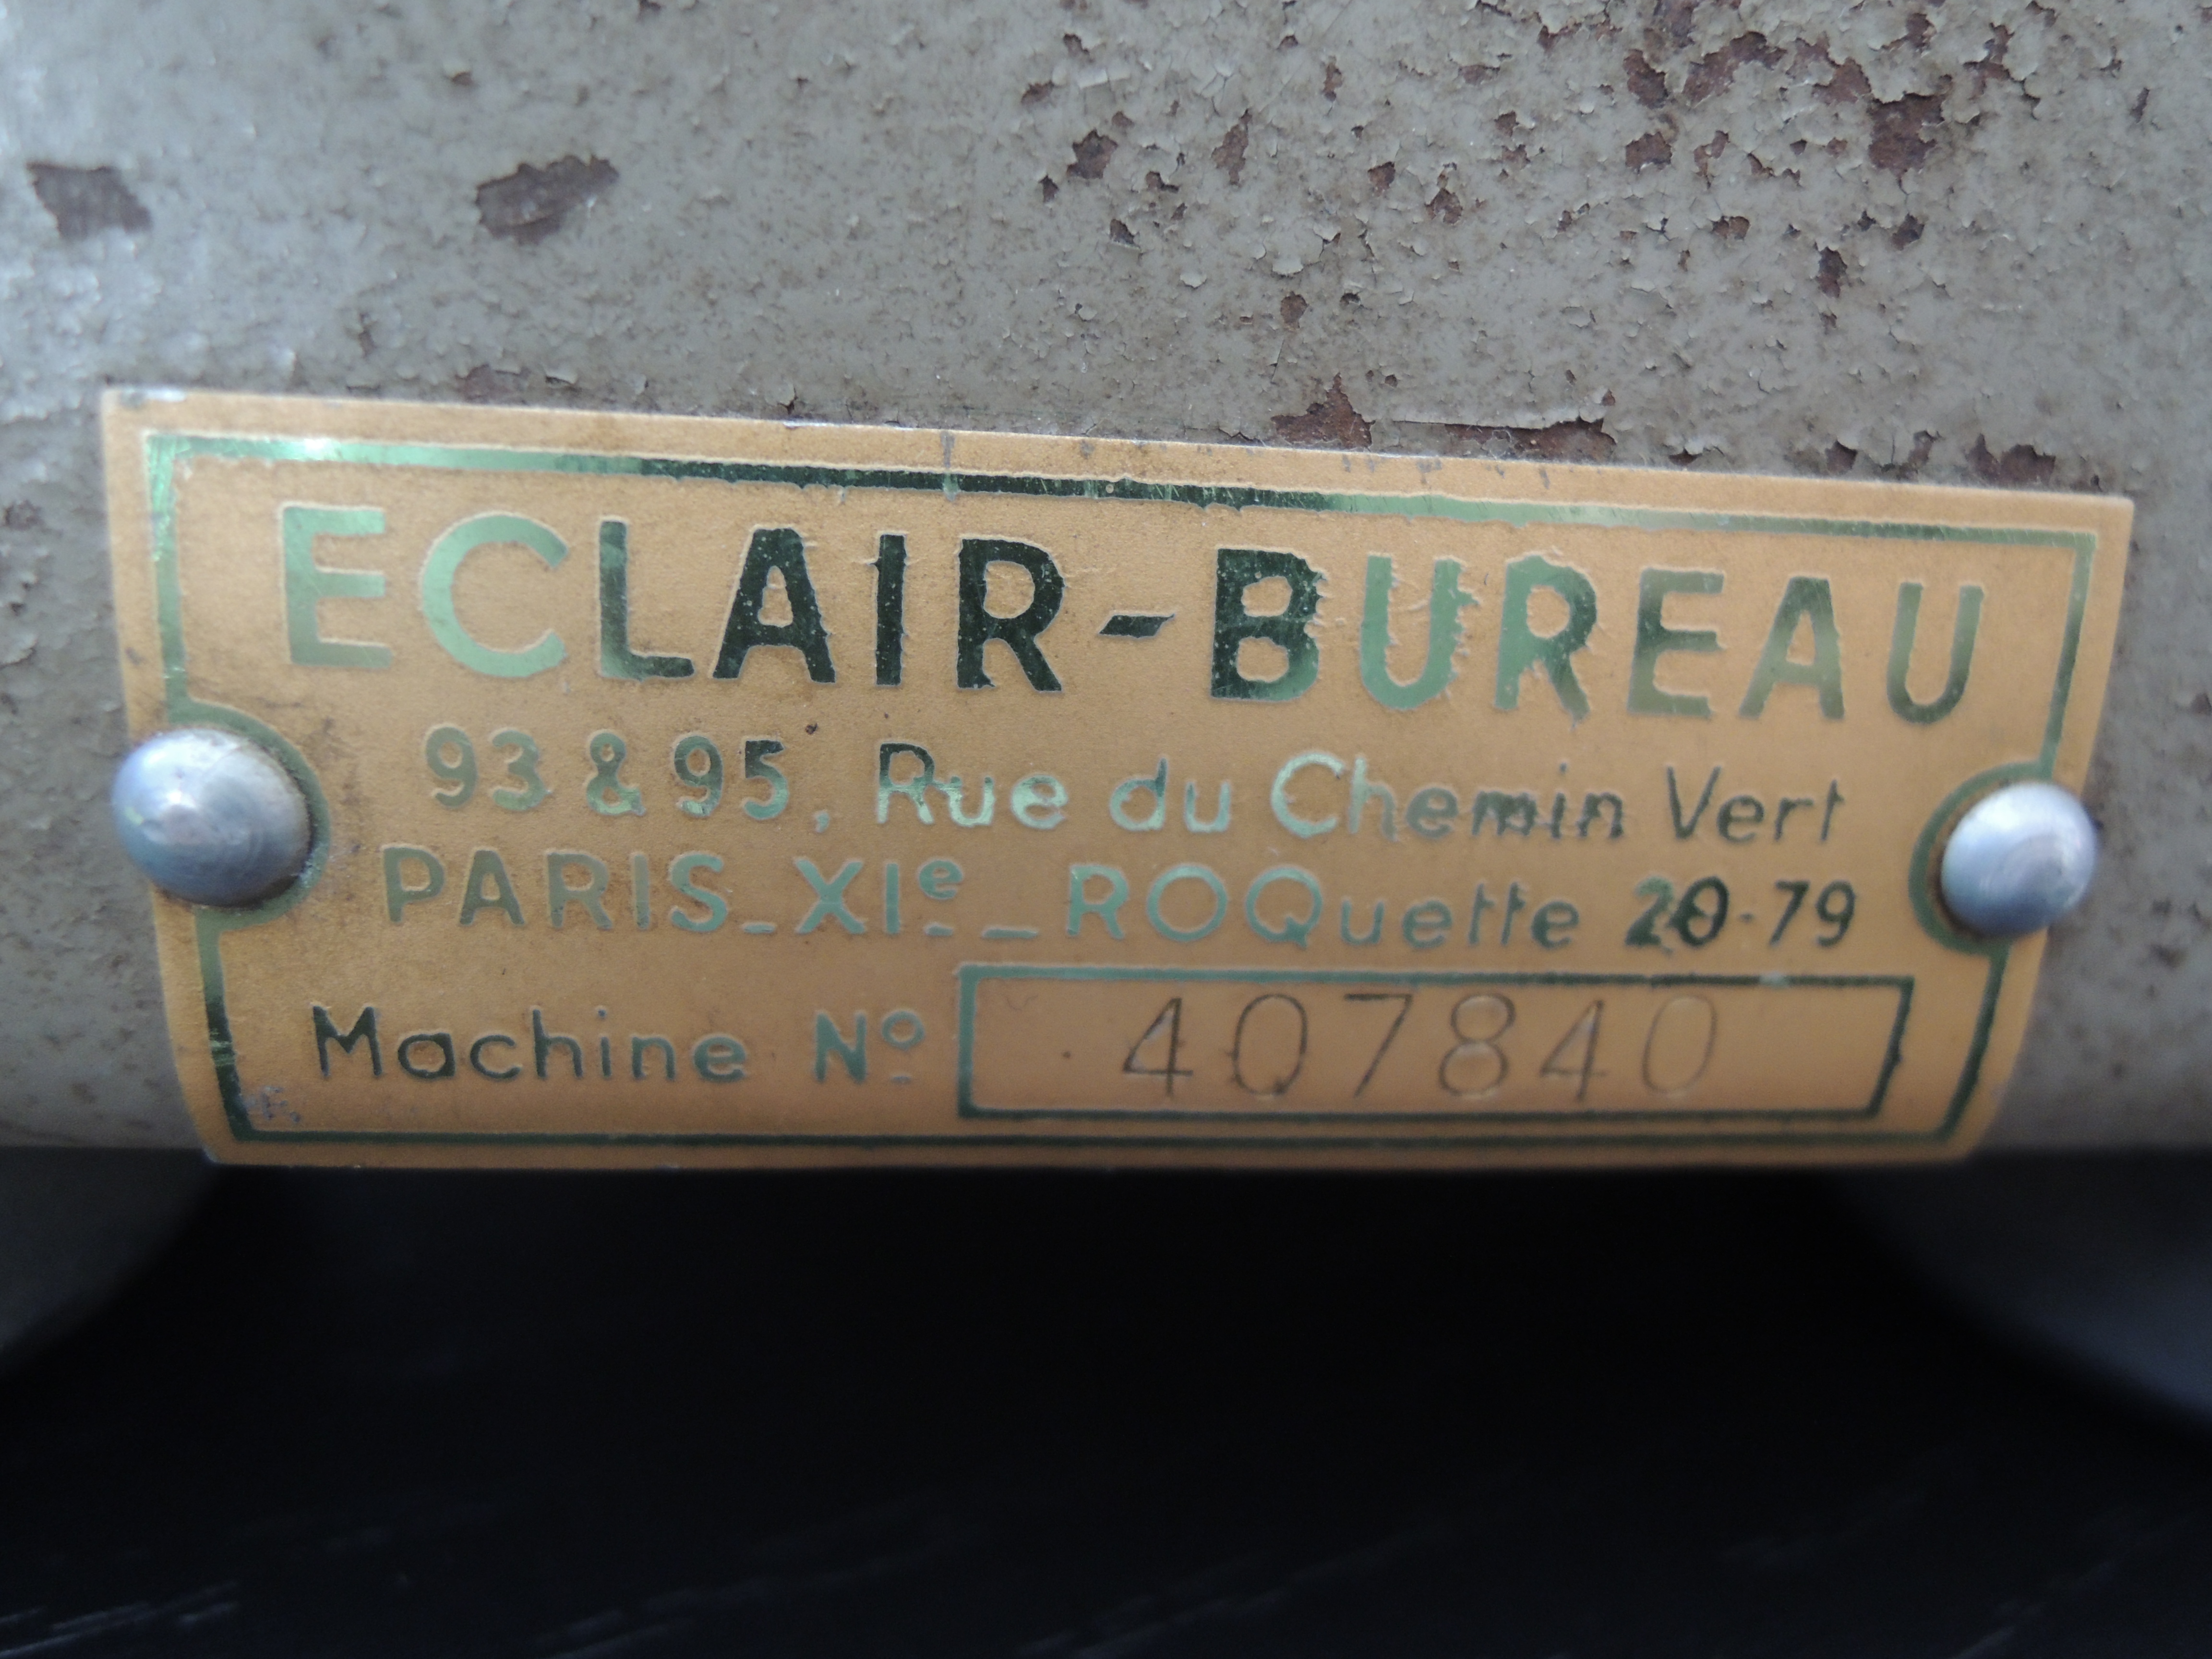 ECLAIR-BUREAU
93 & 95, Rue du Chemin Vert
PARIS_XIe_ROQuette 20-79
Machine No 407840